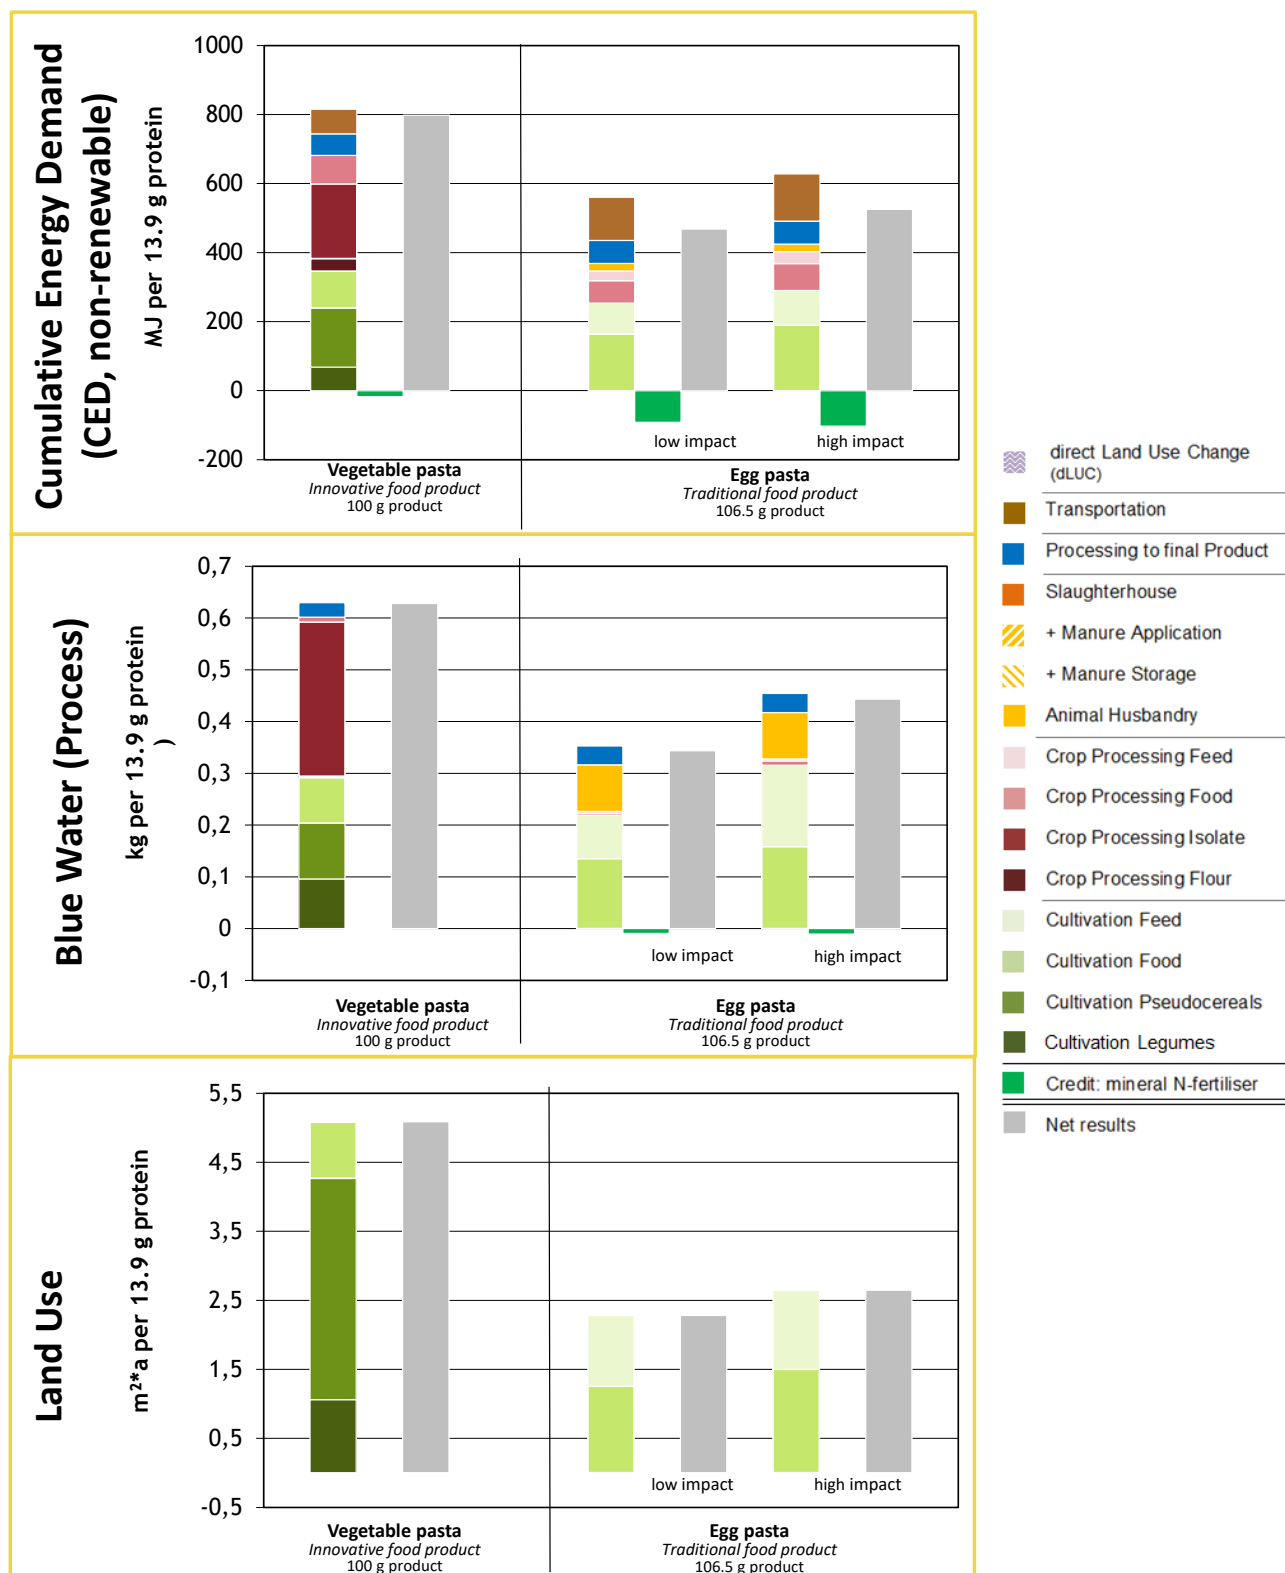 Cumulative Energy Demand
(CED, non-renewable)
MJ per 13.9 g protein
1000
800
600
400
200
0
-200
low impact
high impact
Vegetable pasta
Innovative food product
100 g product
Egg pasta
Traditional food product
106.5 g product
Blue Water (Process)
kg per 13.9 g protein
)
0,7
0,6
0,5
0,4
0,3
0,2
0,1
0
-0,1
low impact
high impact
Vegetable pasta
Innovative food product
100 g product
Egg pasta
Traditional food product
106.5 g product
Land Use
m²*a per 13.9 g protein
5,5
4,5
3,5
2,5
1,5
0,5
-0,5
low impact
high impact
Vegetable pasta
Innovative food product
100 g product
Egg pasta
Traditional food product
106.5 g product
direct Land Use Change
(dLUC)
Transportation
Processing to final Product
Slaughterhouse
+ Manure Application
+ Manure Storage
Animal Husbandry
Crop Processing Feed
Crop Processing Food
Crop Processing Isolate
Crop Processing Flour
Cultivation Feed
Cultivation Food
Cultivation Pseudocereals
Cultivation Legumes
Credit: mineral N-fertiliser
Net results